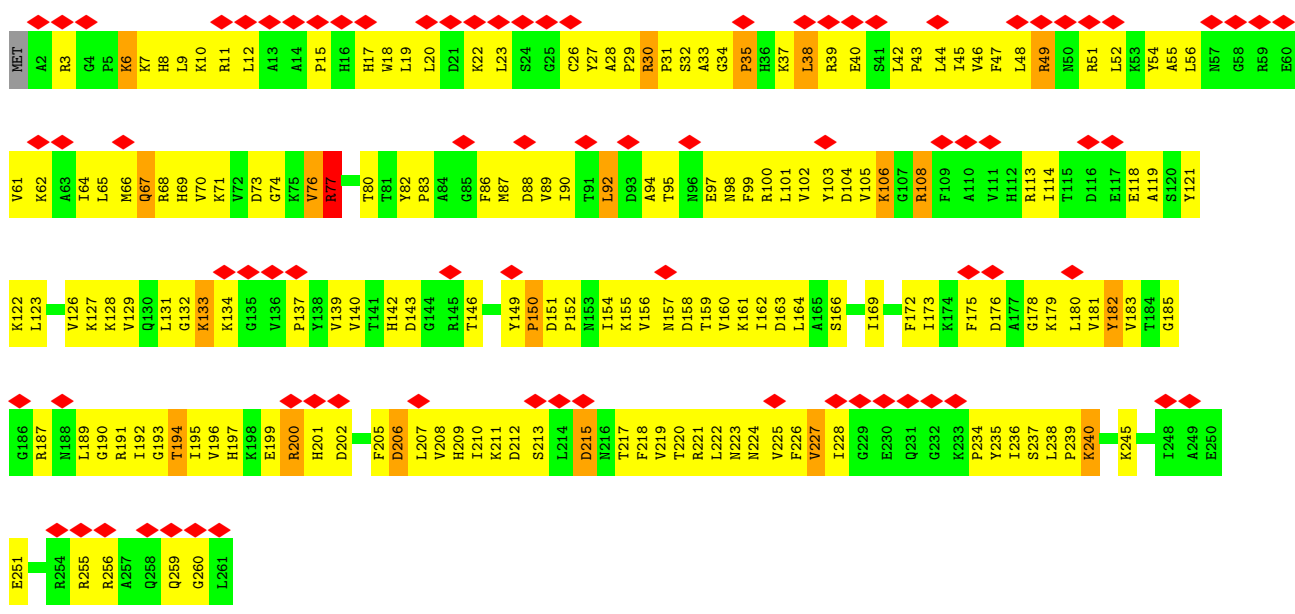 MET A2 R3 G4 P5 K6 K7 H8 L9 K10 R11 L12 A13 A14 P15 H16 H17 W18 L19 L20 D21 K22 L23 S24 G25 C26 Y27 A28 P29 R30 P31 S32 A33 G34 P35 H36 K37 L38 R39 E40 S41 L42 P43 L44 I45 V46 F47 L48 R49 N50 R51 L52 K53 Y54 A55 L56 N57 G58 R59 E60
V61 K62 A63 I64 L65 M66 Q67 R68 H69 V70 K71 V72 D73 G74 K75 V76 R77 T80 T81 Y82 P83 A84 G85 F86 M87 D88 V89 I90 T91 L92 D93 A94 T95 N96 E97 N98 F99 R100 L101 V102 Y103 D104 V105 K106 G107 R108 F109 A110 V111 H112 R113 I114 T115 D116 E117 E118 A119 S120 Y121
K122 L123 V126 K127 K128 V129 Q130 L131 G132 K133 K134 G135 V136 P137 Y138 V139 V140 T141 H142 D143 G144 R145 T146 Y149 P150 D151 P152 N153 I154 K155 V156 N157 D158 T159 V160 K161 I162 D163 L164 A165 S166 I169 F172 I173 K174 F175 D176 A177 G178 K179 L180 V181 Y182 V183 T184 G185
G186 R187 N188 L189 G190 R191 I192 G193 T194 I195 V196 H197 K198 E199 R200 H201 D202 F205 D206 L207 V208 H209 I210 K211 D212 S213 L214 D215 N216 T217 F218 V219 T220 R221 L222 N223 N224 V225 F226 V227 I228 G229 E230 Q231 G232 K233 P234 Y235 I236 S237 L238 P239 K240 K245 I248 A249 E250
E251 R254 R255 R256 A257 Q258 Q259 G260 L261